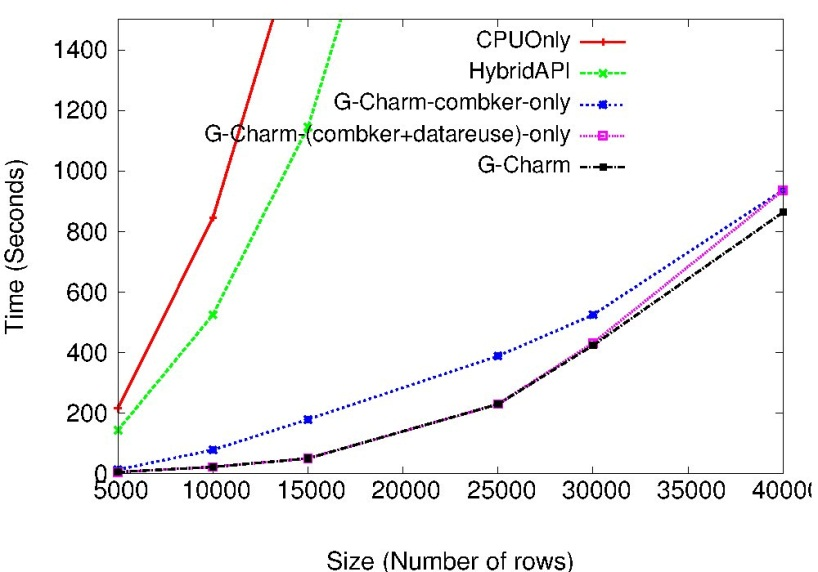 1400
1200
1000
800
600
400
200
0
CPUOnly
HybridAPI
G-Charm-combker-only
G-Charm-(combker+datareuse)-only
G-Charm
Time (Seconds)
5000 10000 15000 20000 25000 30000 35000 4000(
Size (Number of rows)